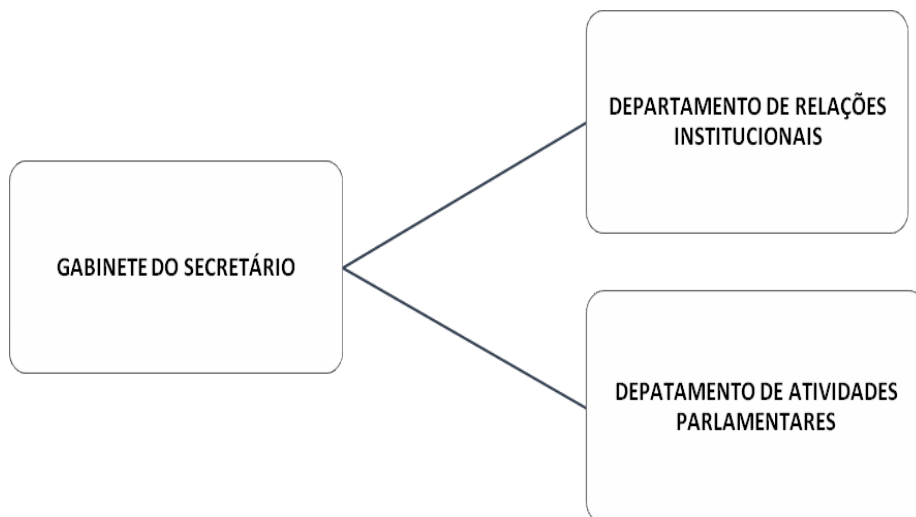 GABINETE DO SECRETÁRIO
DEPARTAMENTO DE RELAÇÕES
INSTITUCIONAIS
DEPATAMENTO DE ATIVIDADES
PARLAMENTARES